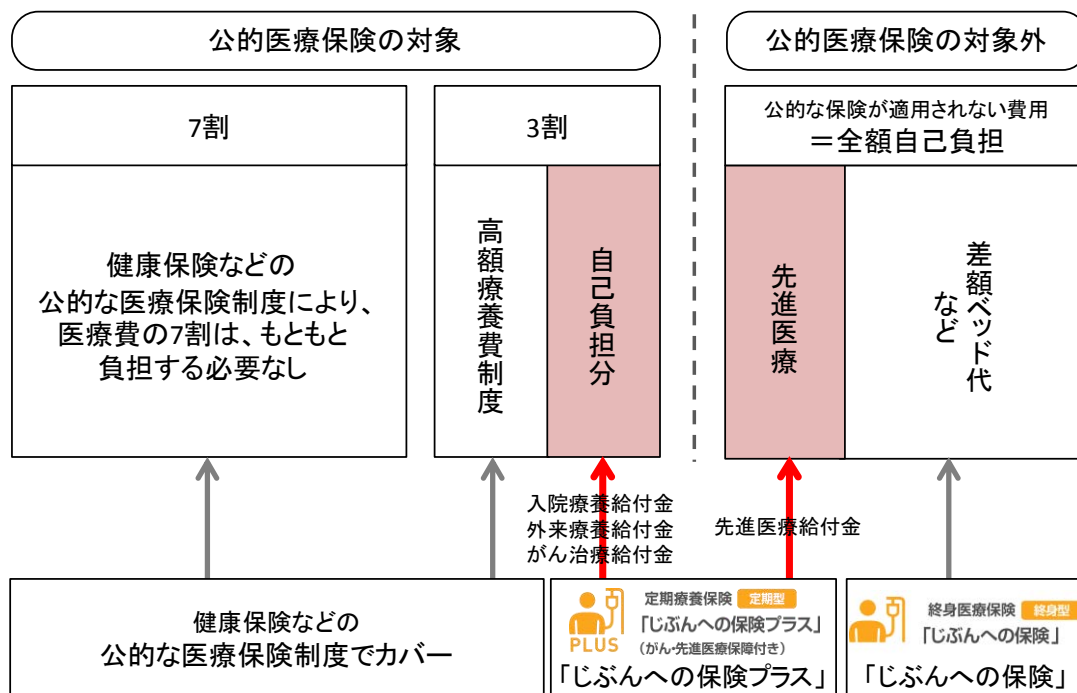 公的医療保険の対象
公的医療保険の対象外
7割
3割
公的な保険が適用されない費用
＝全額自己負担
健康保険などの
公的な医療保険制度により、
医療費の7割は、もともと
負担する必要なし
高額療養費制度
自己負担分
先進医療
差額ベッド代
など
入院療養給付金
外来療養給付金
がん治療給付金
先進医療給付金
健康保険などの
公的な医療保険制度でカバー
PLUS
定期療養保険 定期型
「じぶんへの保険プラス」
（がん・先進医療保障付き）
「じぶんへの保険プラス」
終身医療保険 終身型
「じぶんへの保険」
「じぶんへの保険」